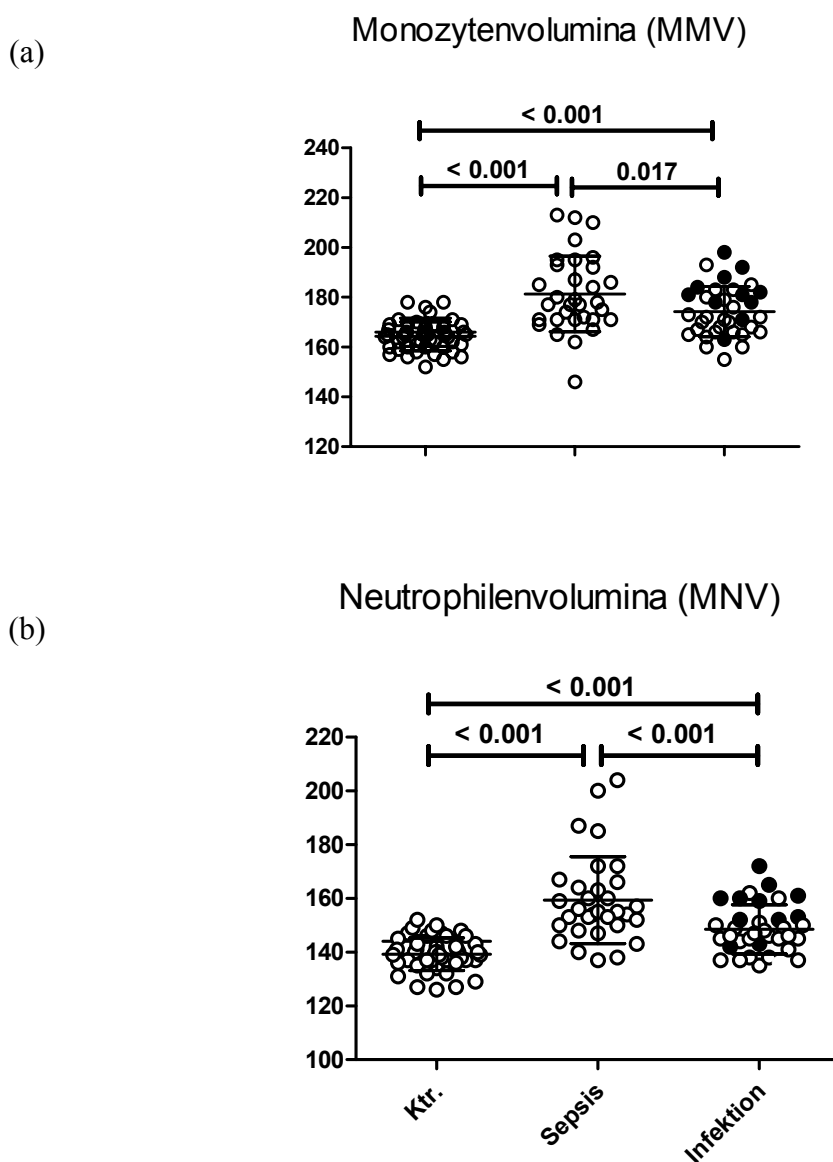 (a)
Monozytenvolumina (MMV)
< 0.001
< 0.001 0.017
240
220
200
180
160
140
120
(b)
Neutrophilenvolumina (MNV)
< 0.001
< 0.001 < 0.001
220
200
180
160
140
120
100
Ktr. Sepsis Infektion